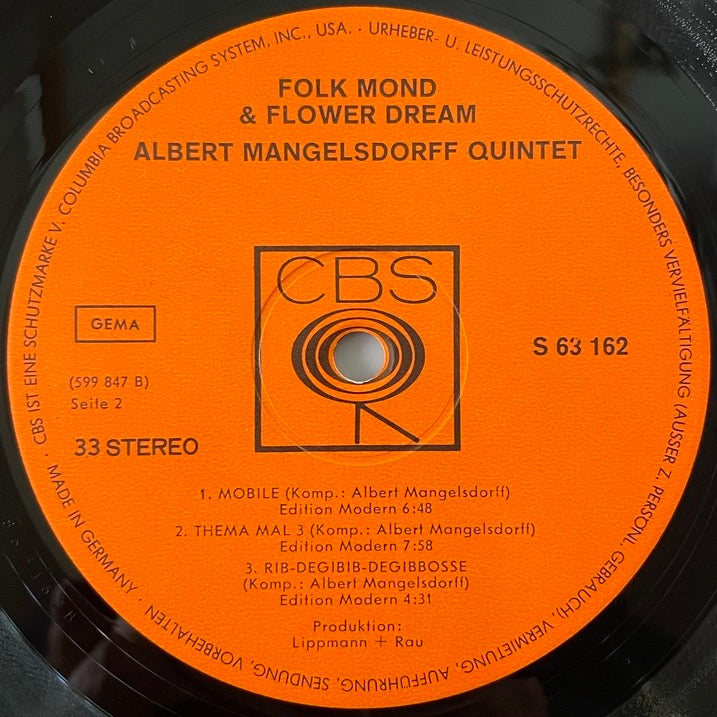 CBS IST EINE SCHUTZMARKE V. COLUMBIA BROADCASTING SYSTEM, INC., USA. · URHEBER- U. LEISTUNGSSCHUTZRECHTE, BESONDERS VERVIELFÄLTIGUNG (AUSSER Z. PERSÖNL. GEBRAUCH), VERMIETUNG, AUFFÜHRUNG, SENDUNG, VORBEHALTEN · MADE IN GERMANY ·
FOLK MOND
& FLOWER DREAM
ALBERT MANGELSDORFF QUINTET
CBS
GEMA
S 63 162
(599 847 B)
Seite 2
33 STEREO
1. MOBILE (Komp.: Albert Mangelsdorff)
Edition Modern 6:48
2. THEMA MAL 3 (Komp.: Albert Mangelsdorff)
Edition Modern 7:58
3. RIB-DEGIBIB-DEGIBBOSSE
(Komp.: Albert Mangelsdorff)
Edition Modern 4:31
Produktion:
Lippmann + Rau